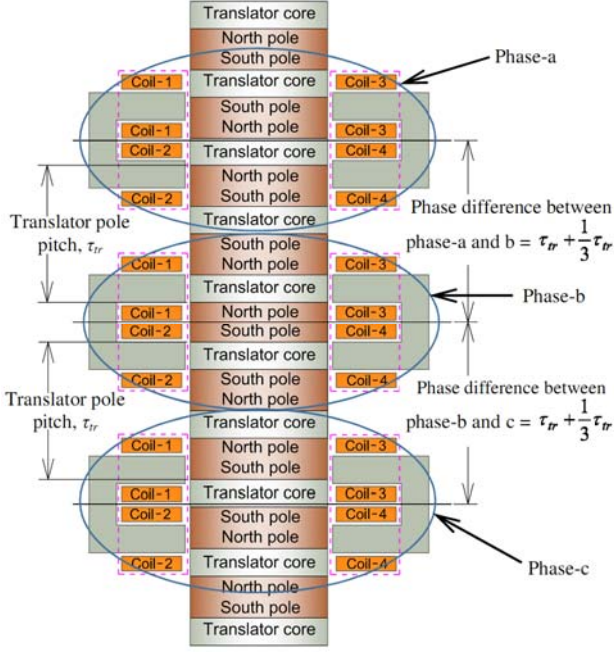 Translator core
North pole
South pole
Phase-a
Coil-1
Translator core
Coil-3
South pole
Coil-1
North pole
Coil-3
Coil-2
Translator core
Coil-4
North pole
Coil-2
South pole
Coil-4
Translator pole
pitch, τtr
Translator core
Phase difference between
phase-a and b = τtr + 1/3 τtr
South pole
Coil-1
North pole
Coil-3
Translator core
Phase-b
Coil-1
North pole
Coil-3
Coil-2
South pole
Coil-4
Translator core
Coil-2
South pole
Coil-4
North pole
Translator pole
pitch, τtr
Phase difference between
phase-b and c = τtr + 1/3 τtr
Translator core
Coil-1
North pole
Coil-3
South pole
Coil-1
Translator core
Coil-3
Coil-2
South pole
Coil-4
North pole
Coil-2
Translator core
Coil-4
Phase-c
North pole
South pole
Translator core